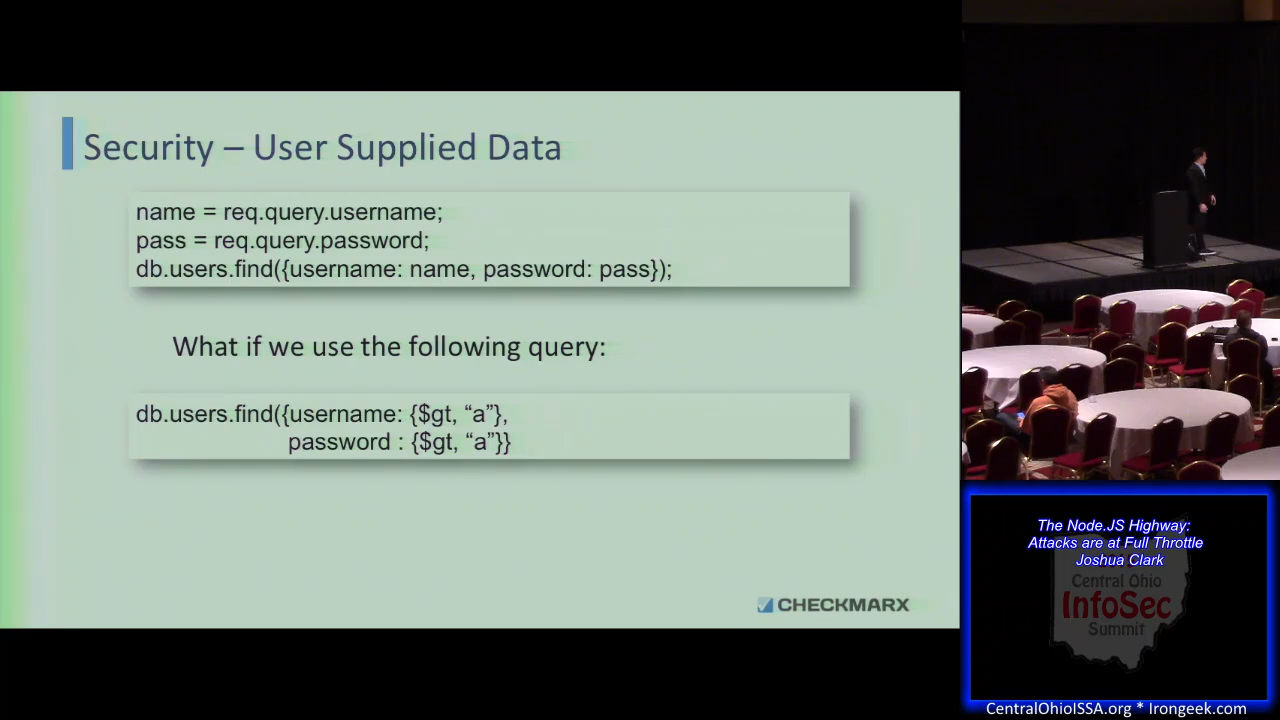 Security – User Supplied Data
name = req.query.username;
pass = req.query.password;
db.users.find({username: name, password: pass});
What if we use the following query:
db.users.find({username: {$gt, “a”},
password : {$gt, “a”}}
CHECKMARX
The Node.JS Highway:
Attacks are at Full Throttle
Joshua Clark
Central Ohio
InfoSec
Summit
CentralOhioISSA.org * Irongeek.com